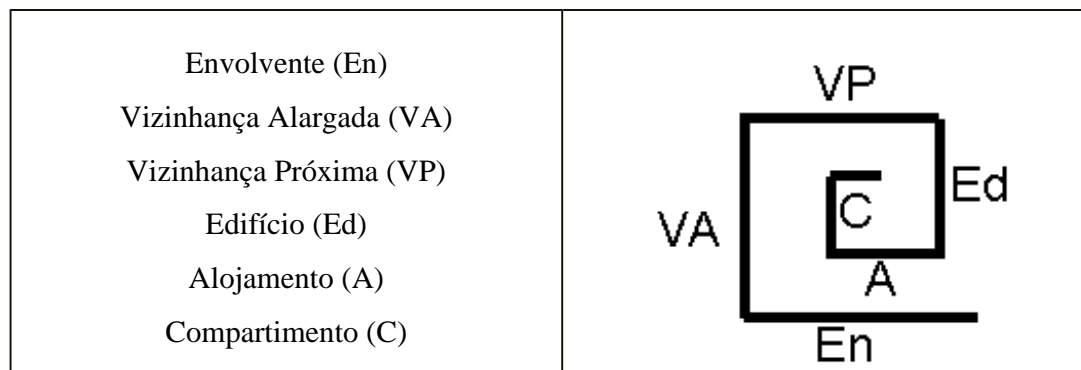 Envolvente (En)
Vizinhança Alargada (VA)
Vizinhança Próxima (VP)
Edifício (Ed)
Alojamento (A)
Compartimento (C)
VP
Ed
C
VA
A
En